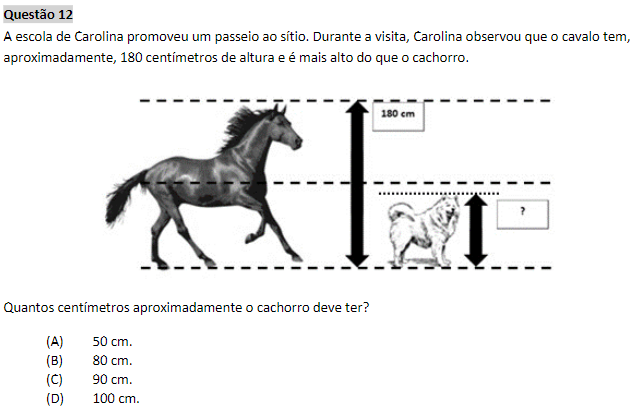 Questão 12
A escola de Carolina promoveu um passeio ao sítio. Durante a visita, Carolina observou que o cavalo tem,
aproximadamente, 180 centímetros de altura e é mais alto do que o cachorro.
180 cm
?
Quantos centímetros aproximadamente o cachorro deve ter?
(A) 50 cm.
(B) 80 cm.
(C) 90 cm.
(D) 100 cm.